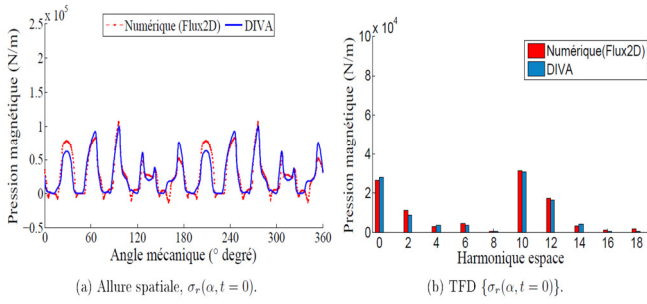 x 10^5
Numérique (Flux2D) DIVA
Pression magnétique (N/m)
2
1.5
1
0.5
0
-0.5
0 60 120 180 240 300 360
Angle mécanique (° degré)
(a) Allure spatiale, σr(α, t = 0).
x 10^4
Numérique(Flux2D)
DIVA
Pression magnétique (N/m)
10
8
6
4
2
0
0 2 4 6 8 10 12 14 16 18
Harmonique espace
(b) TFD {σr(α, t = 0)}.